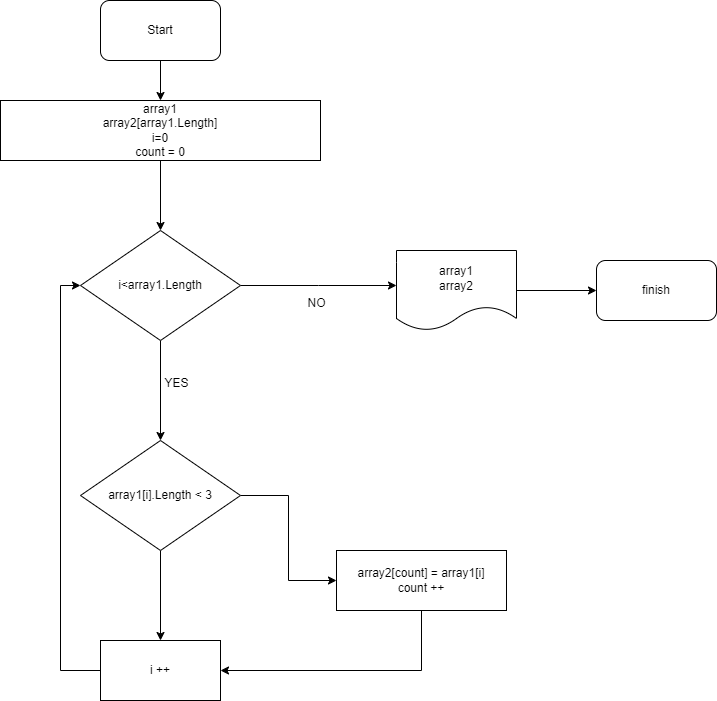 Start
array1
array2[array1.Length]
i=0
count = 0
i<array1.Length
NO
array1
array2
finish
YES
array1[i].Length < 3
array2[count] = array1[i]
count ++
i ++